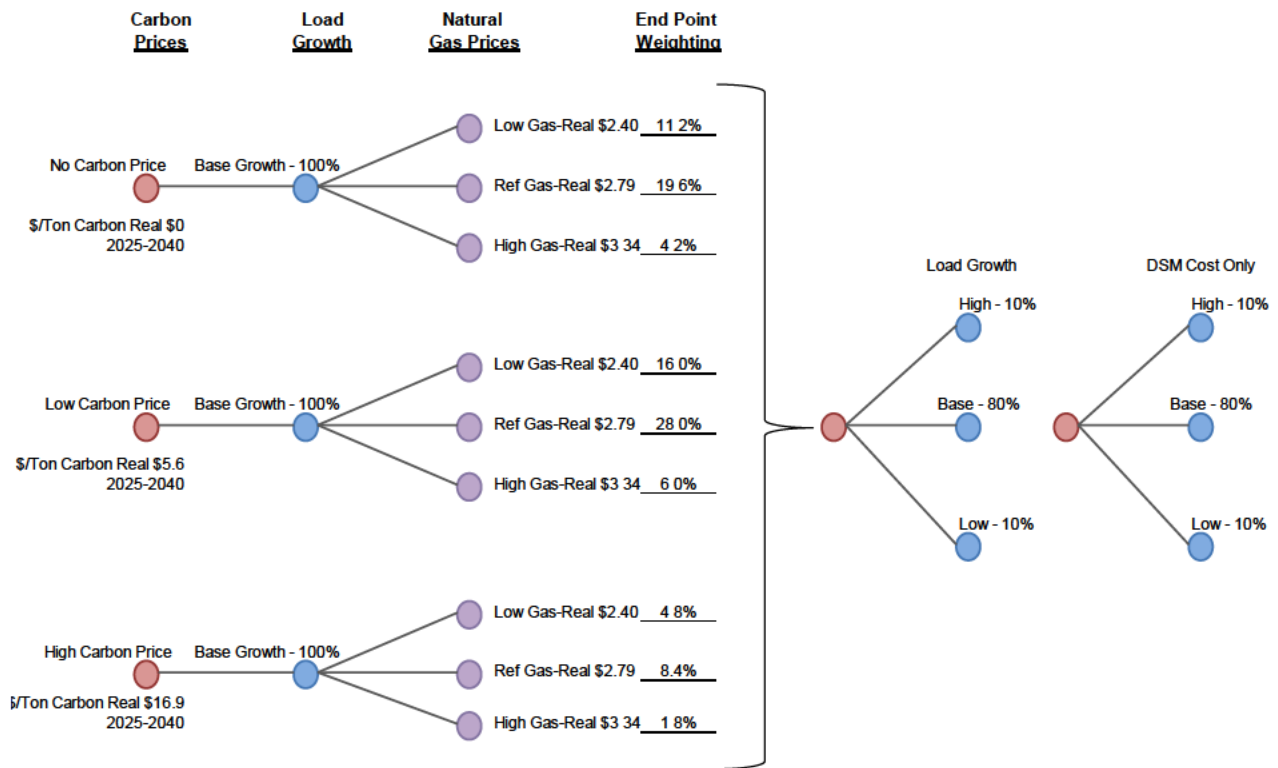 Carbon Prices
Load Growth
Natural Gas Prices
End Point Weighting
Low Gas-Real $2.40 11 2%
No Carbon Price
Base Growth - 100%
Ref Gas-Real $2.79 19 6%
$/Ton Carbon Real $0
2025-2040
High Gas-Real $3 34 4 2%
Low Gas-Real $2.40 16 0%
Low Carbon Price
Base Growth - 100%
Ref Gas-Real $2.79 28 0%
$/Ton Carbon Real $5.6
2025-2040
High Gas-Real $3 34 6 0%
Low Gas-Real $2.40 4 8%
High Carbon Price
Base Growth - 100%
Ref Gas-Real $2.79 8.4%
$/Ton Carbon Real $16.9
2025-2040
High Gas-Real $3 34 1 8%
Load Growth
High - 10%
Base - 80%
Low - 10%
DSM Cost Only
High - 10%
Base - 80%
Low - 10%